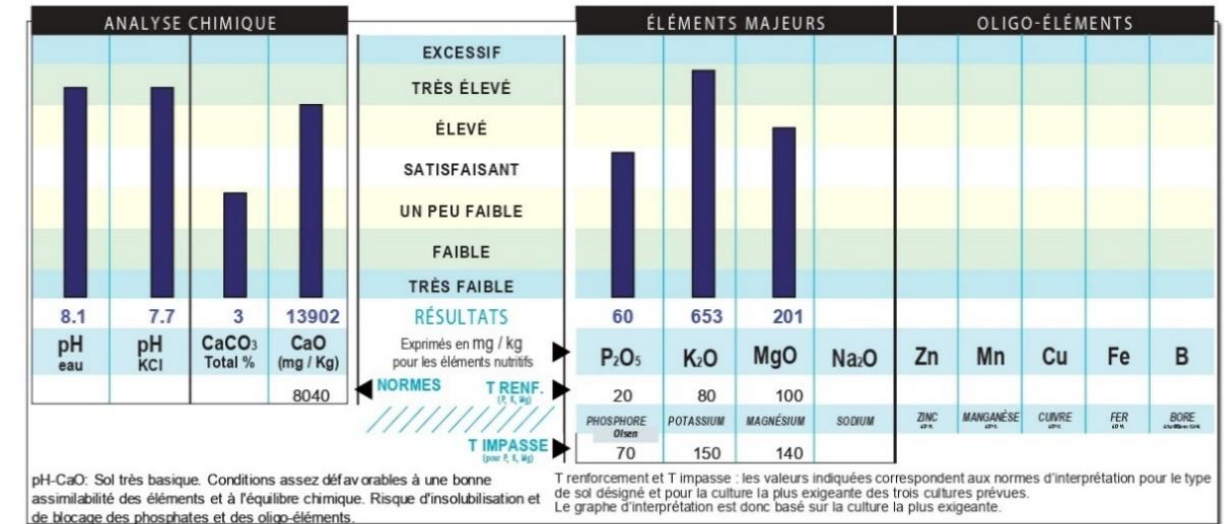 ANALYSE CHIMIQUE
ÉLÉMENTS MAJEURS
OLIGO-ÉLÉMENTS
EXCESSIF
TRÈS ÉLEVÉ
ÉLEVÉ
SATISFAISANT
UN PEU FAIBLE
FAIBLE
TRÈS FAIBLE
8.1 7.7 3 13902 RÉSULTATS 60 653 201
pH eau
pH KCl
CaCO₃ Total %
CaO (mg / Kg)
Exprimés en mg / kg
pour les éléments nutritifs
P₂O₅ K₂O MgO Na₂O Zn Mn Cu Fe B
8040 NORMES T RENF. 20 80 100
(P, K, Mg)
PHOSPHORE POTASSIUM MAGNÉSIUM SODIUM ZINC MANGANÈSE CUIVRE FER BORE
Olsen
T IMPASSE 70 150 140
(pour P, K, Mg)
pH-CaO: Sol très basique. Conditions assez défavorables à une bonne
assimilabilité des éléments et à l'équilibre chimique. Risque d'insolubilisation et
de blocage des phosphates et des oligo-éléments.
T renforcement et T impasse : les valeurs indiquées correspondent aux normes d'interprétation pour le type
de sol désigné et pour la culture la plus exigeante des trois cultures prévues.
Le graphe d'interprétation est donc basé sur la culture la plus exigeante.